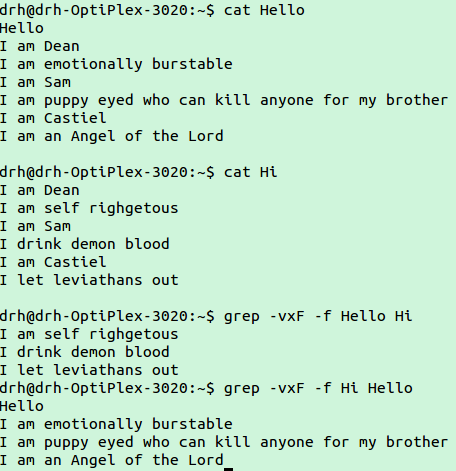 drh@drh-OptiPlex-3020:~$ cat Hello
Hello
I am Dean
I am emotionally burstable
I am Sam
I am puppy eyed who can kill anyone for my brother
I am Castiel
I am an Angel of the Lord
drh@drh-OptiPlex-3020:~$ cat Hi
I am Dean
I am self righgetous
I am Sam
I drink demon blood
I am Castiel
I let leviathans out
drh@drh-OptiPlex-3020:~$ grep -vxF -f Hello Hi
I am self righgetous
I drink demon blood
I let leviathans out
drh@drh-OptiPlex-3020:~$ grep -vxF -f Hi Hello
Hello
I am emotionally burstable
I am puppy eyed who can kill anyone for my brother
I am an Angel of the Lord